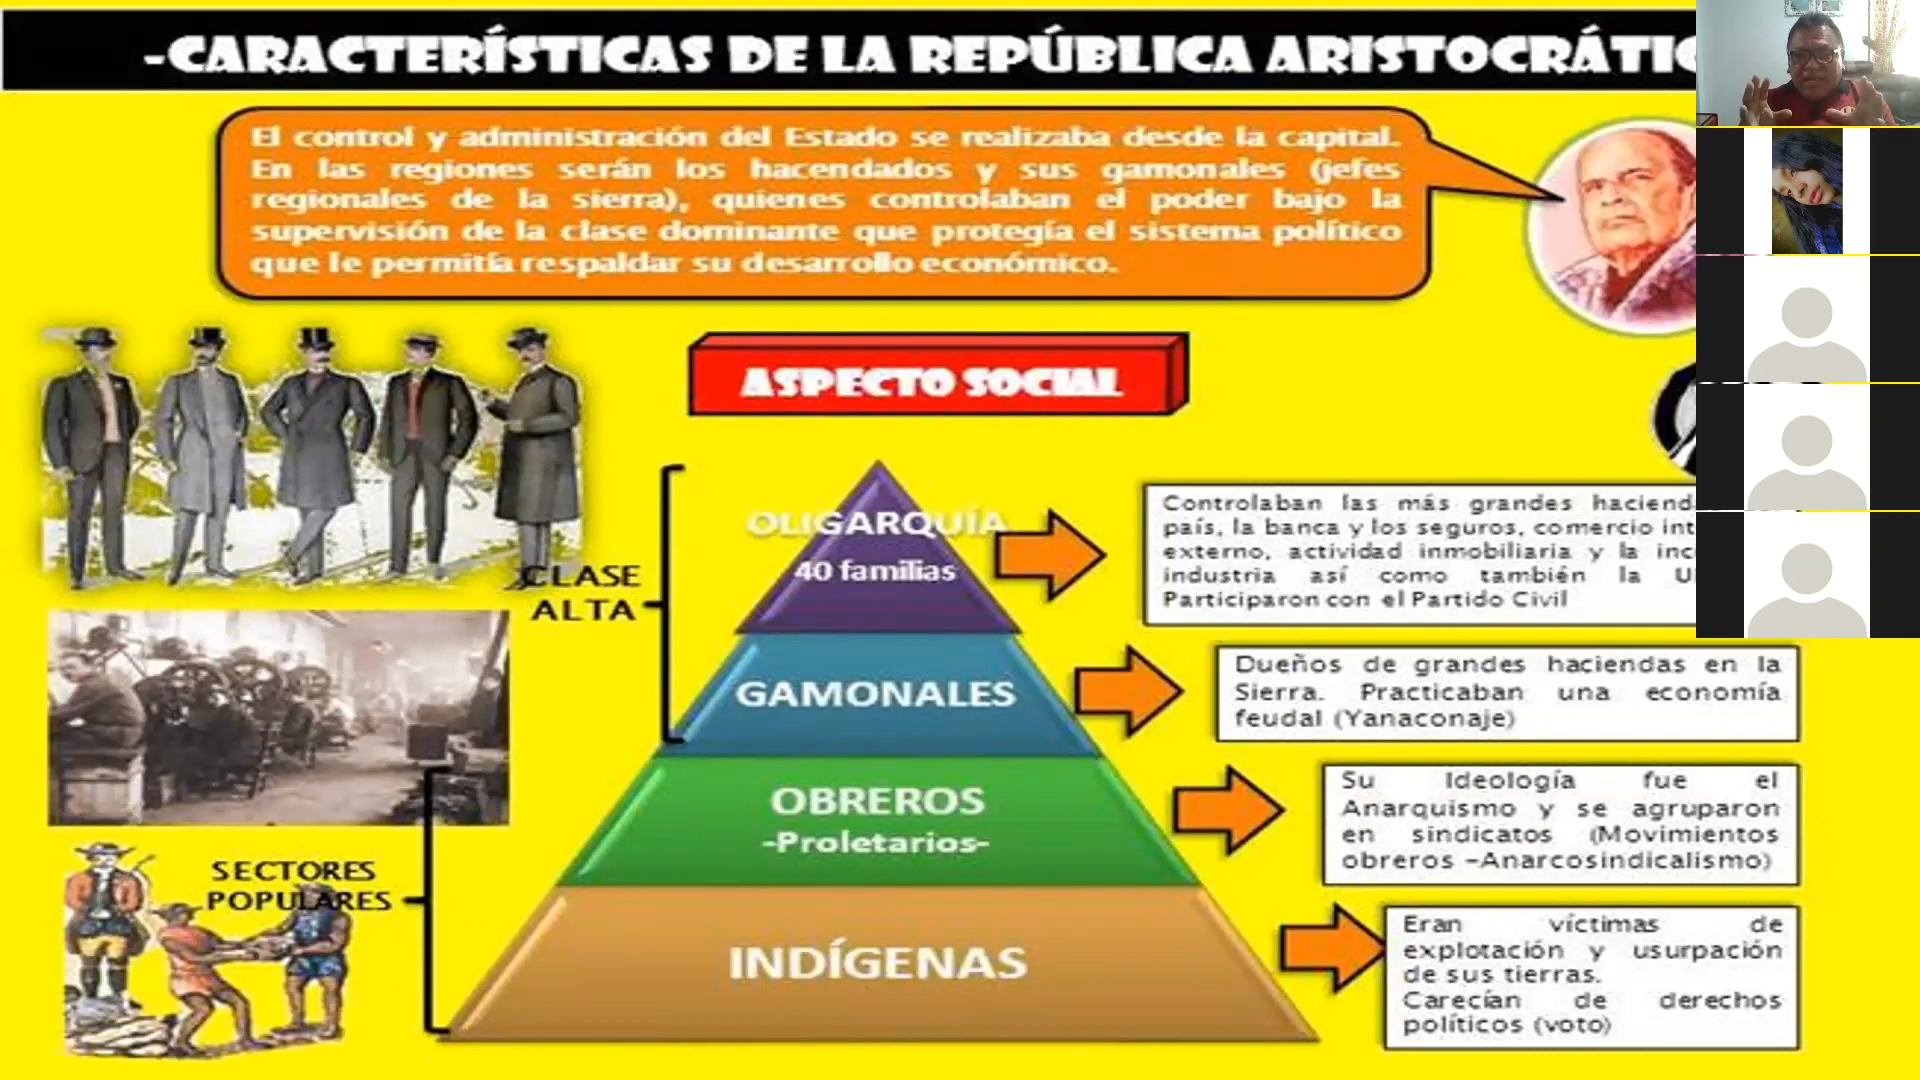 -CARACTERÍSTICAS DE LA REPÚBLICA ARISTOCRÁTIC
El control y administración del Estado se realizaba desde la capital.
En las regiones serán los hacendados y sus gamonales (jefes
regionales de la sierra), quienes controlaban el poder bajo la
supervisión de la clase dominante que protegía el sistema político
que le permitía respaldar su desarrollo económico.
ASPECTO SOCIAL
CLASE
ALTA
OLIGARQUÍA
40 familias
Controlaban las más grandes haciend
país, la banca y los seguros, comercio int
externo, actividad inmobiliaria y la inc
industria así como también la U
Participaron con el Partido Civil
GAMONALES
Dueños de grandes haciendas en la
Sierra. Practicaban una economía
feudal (Yanaconaje)
SECTORES
POPULARES
OBREROS
-Proletarios-
Su Ideología fue el
Anarquismo y se agruparon
en sindicatos (Movimientos
obreros -Anarcosindicalismo)
INDÍGENAS
Eran víctimas de
explotación y usurpación
de sus tierras.
Carecían de derechos
políticos (voto)